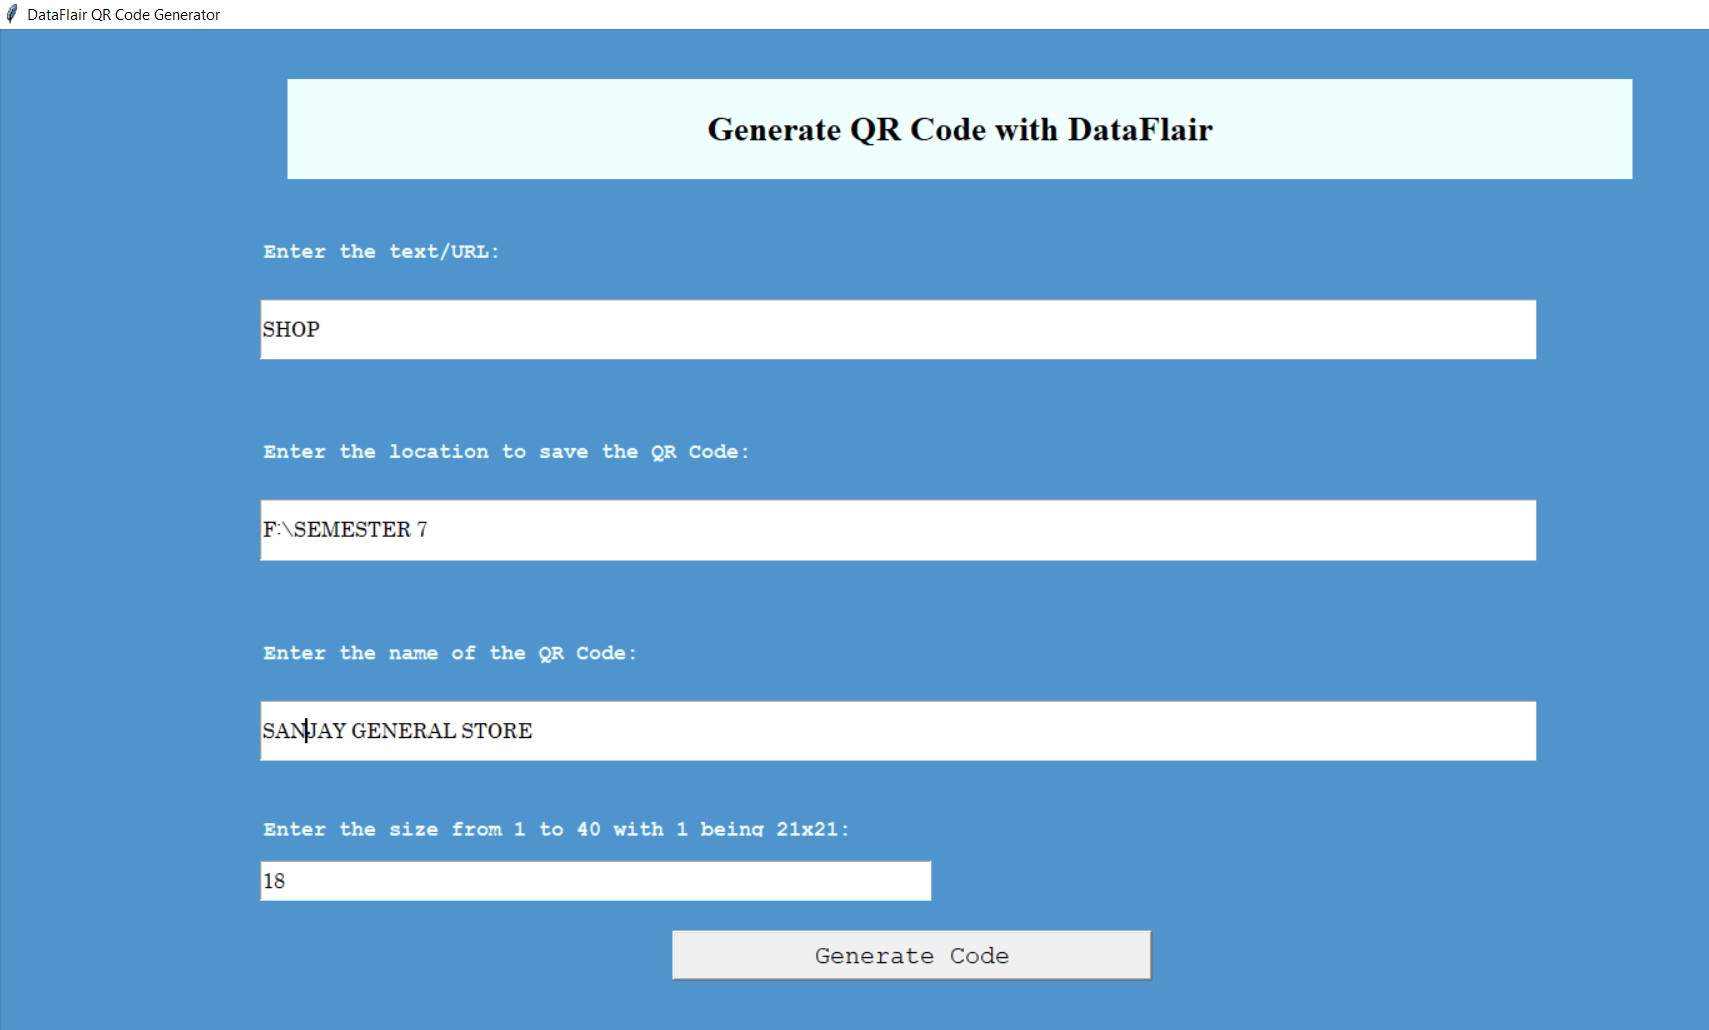 DataFlair QR Code Generator
Generate QR Code with DataFlair
Enter the text/URL:
SHOP
Enter the location to save the QR Code:
F:\SEMESTER 7
Enter the name of the QR Code:
SANJAY GENERAL STORE
Enter the size from 1 to 40 with 1 being 21x21:
18
Generate Code